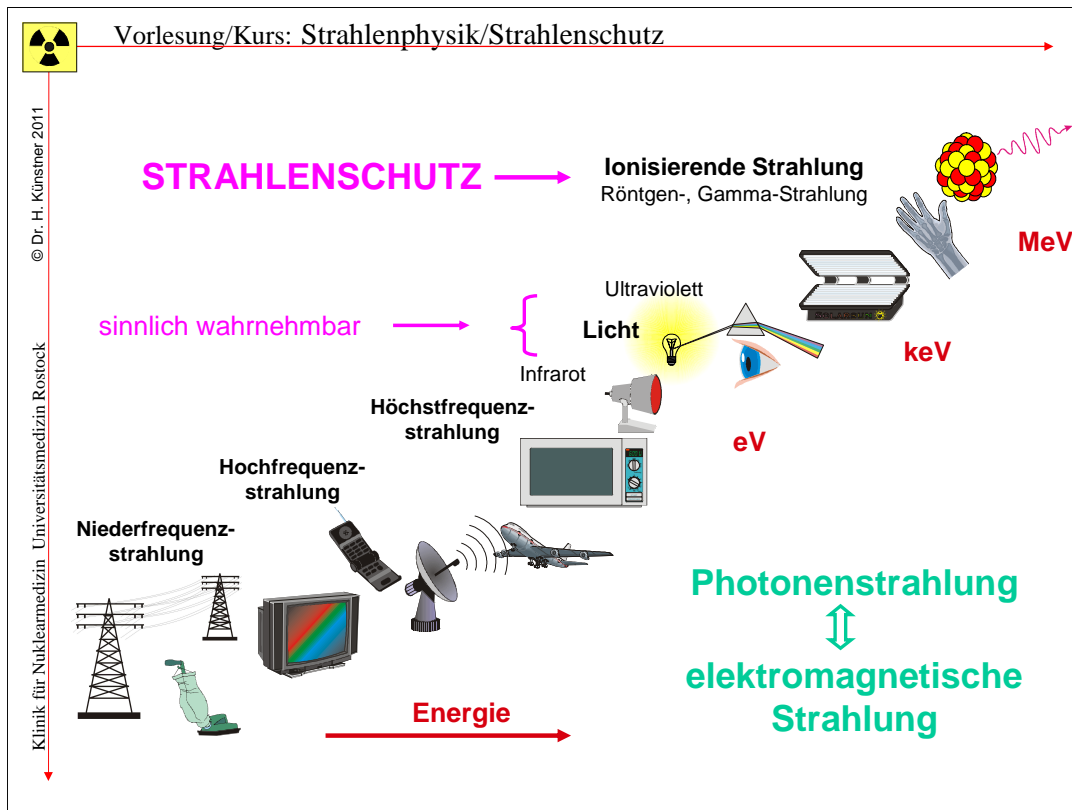 Vorlesung/Kurs: Strahlenphysik/Strahlenschutz
© Dr. H. Künstner 2011
Klinik für Nuklearmedizin Universitätsmedizin Rostock
STRAHLENSCHUTZ
Ionisierende Strahlung
Röntgen-, Gamma-Strahlung
MeV
sinnlich wahrnehmbar
Ultraviolett
Licht
Infrarot
keV
eV
Höchstfrequenz-
strahlung
Hochfrequenz-
strahlung
Niederfrequenz-
strahlung
Photonenstrahlung
elektromagnetische
Strahlung
Energie